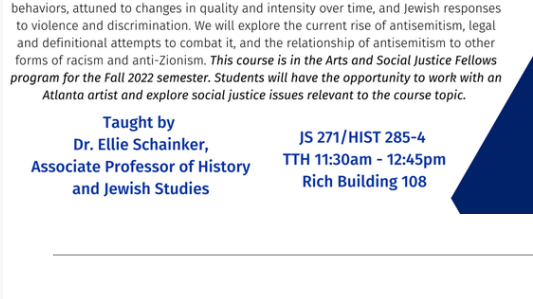 behaviors, attuned to changes in quality and intensity over time, and Jewish responses
to violence and discrimination. We will explore the current rise of antisemitism, legal
and definitional attempts to combat it, and the relationship of antisemitism to other
forms of racism and anti-Zionism. This course is in the Arts and Social Justice Fellows
program for the Fall 2022 semester. Students will have the opportunity to work with an
Atlanta artist and explore social justice issues relevant to the course topic.
Taught by
Dr. Ellie Schainker,
Associate Professor of History
and Jewish Studies
JS 271/HIST 285-4
TTH 11:30am - 12:45pm
Rich Building 108